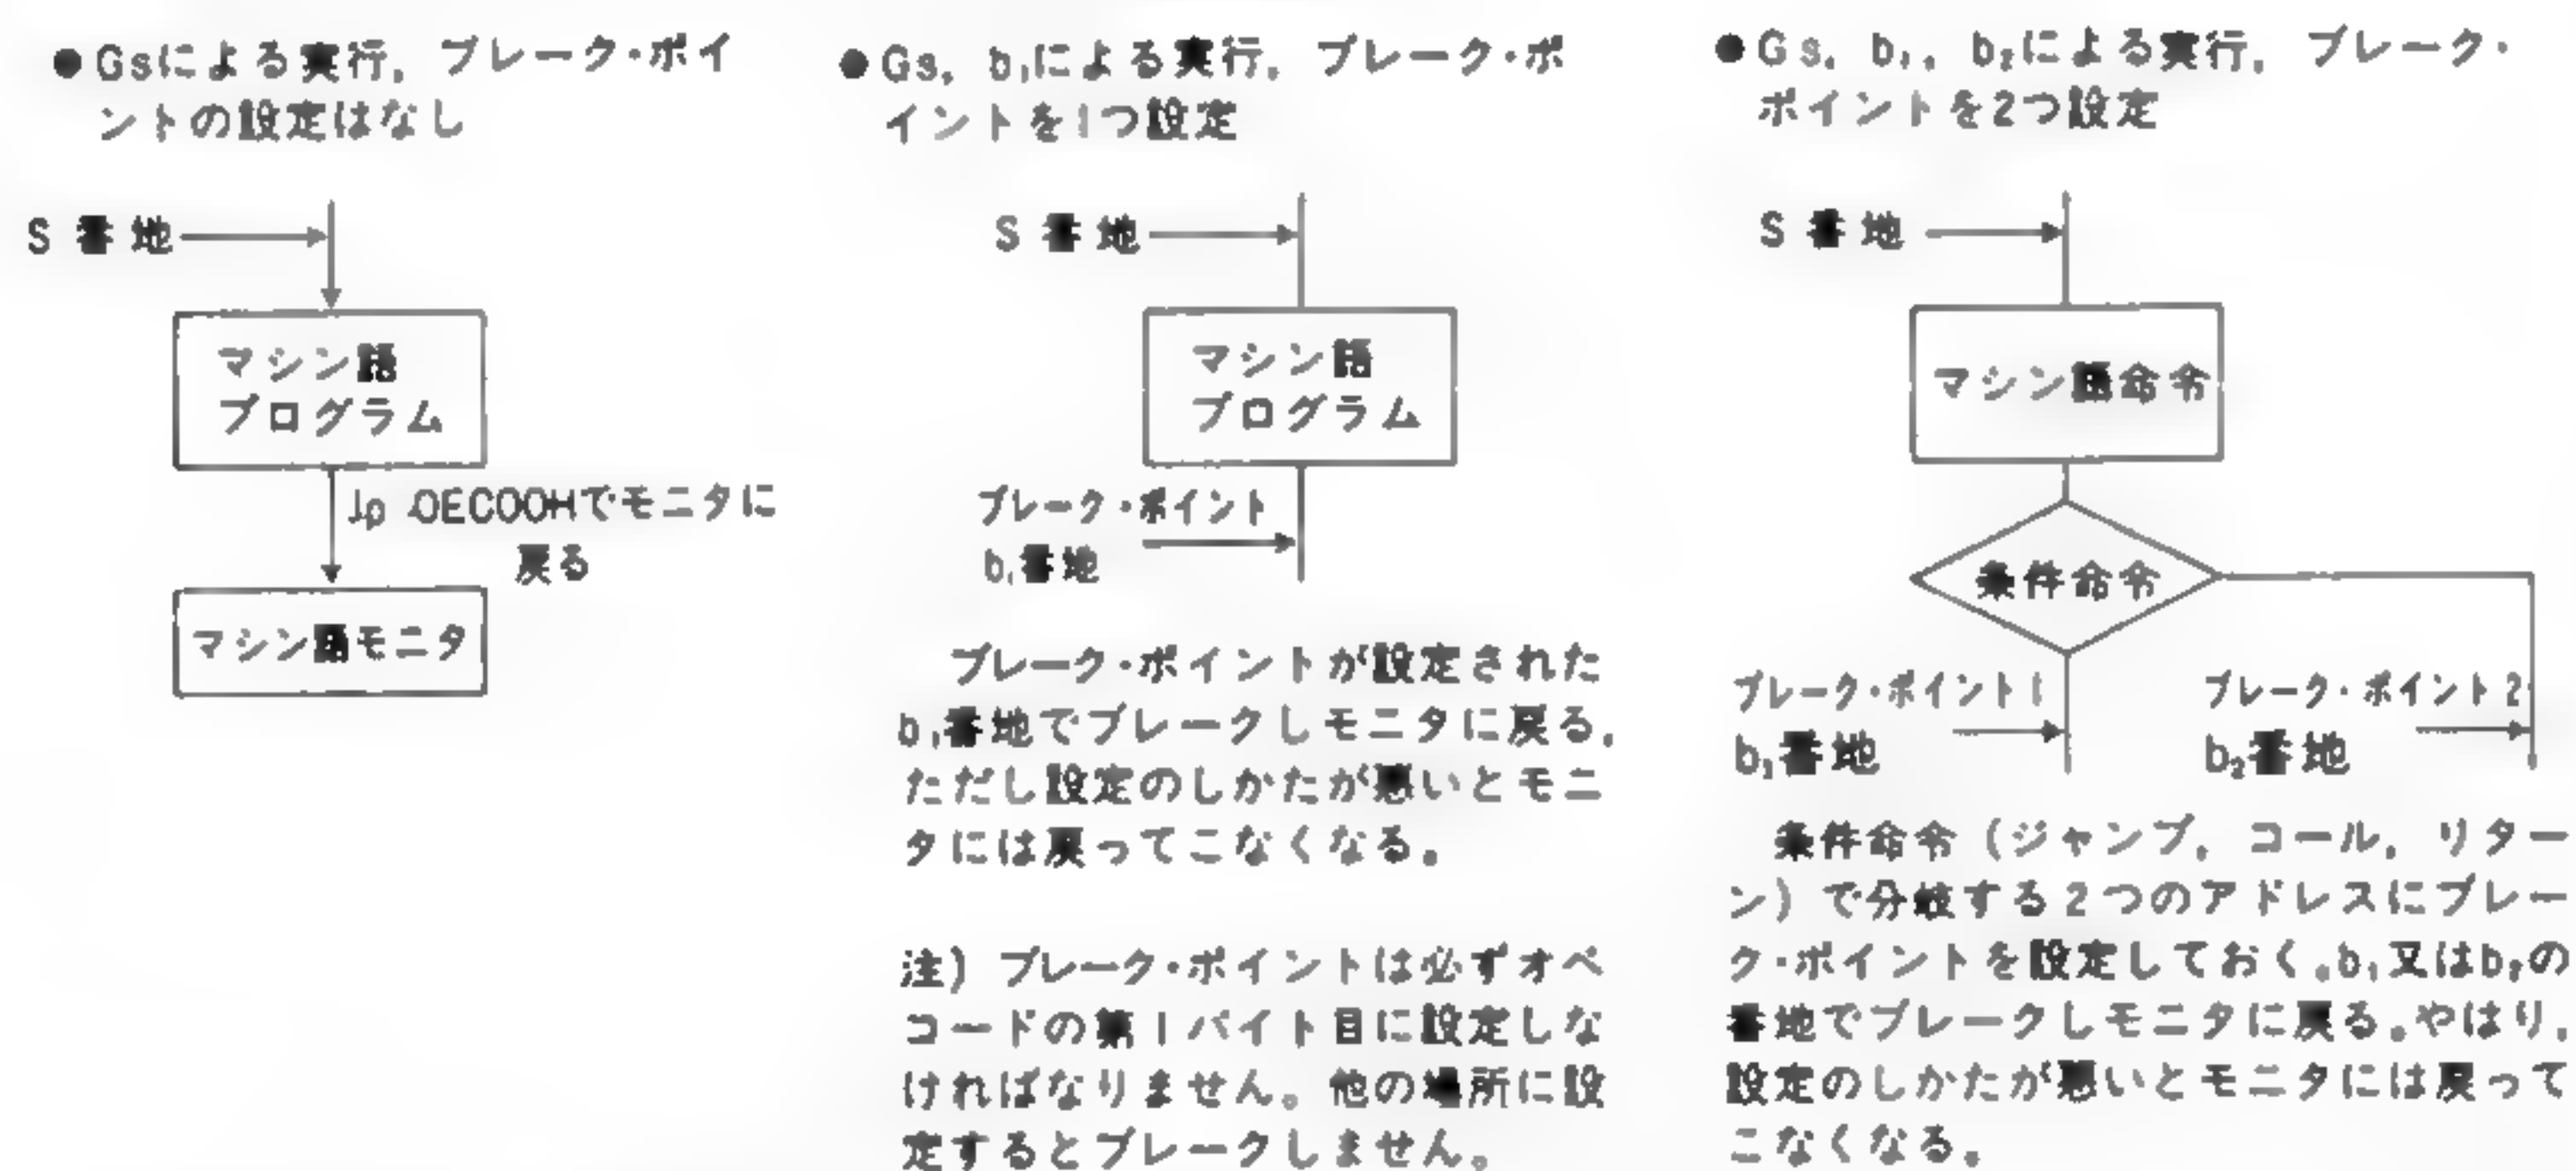 ●Gsによる実行，ブレーク・ポイ
ントの設定はなし
S番地
マシン語
プログラム
Jp 0EC00Hでモニタに
戻る
マシン語モニタ
●Gs，b₁による実行，ブレーク・ポ
イントを1つ設定
S番地
マシン語
プログラム
ブレーク・ポイント
b₁番地
ブレーク・ポイントが設定された
b₁番地でブレークしモニタに戻る．
ただし設定のしかたが悪いとモニ
タには戻ってこなくなる。
注）ブレーク・ポイントは必ずオペ
コードの第1バイト目に設定しな
ければなりません。他の場所に設
定するとブレークしません。
●Gs，b₁，b₂による実行，ブレーク・
ポイントを2つ設定
S番地
マシン語命令
条件命令
ブレーク・ポイント1
b₁番地
ブレーク・ポイント2
b₂番地
条件命令（ジャンプ，コール，リター
ン）で分岐する2つのアドレスにブレー
ク・ポイントを設定しておく。b₁又はb₂の
番地でブレークしモニタに戻る。やはり，
設定のしかたが悪いとモニタには戻って
こなくなる。